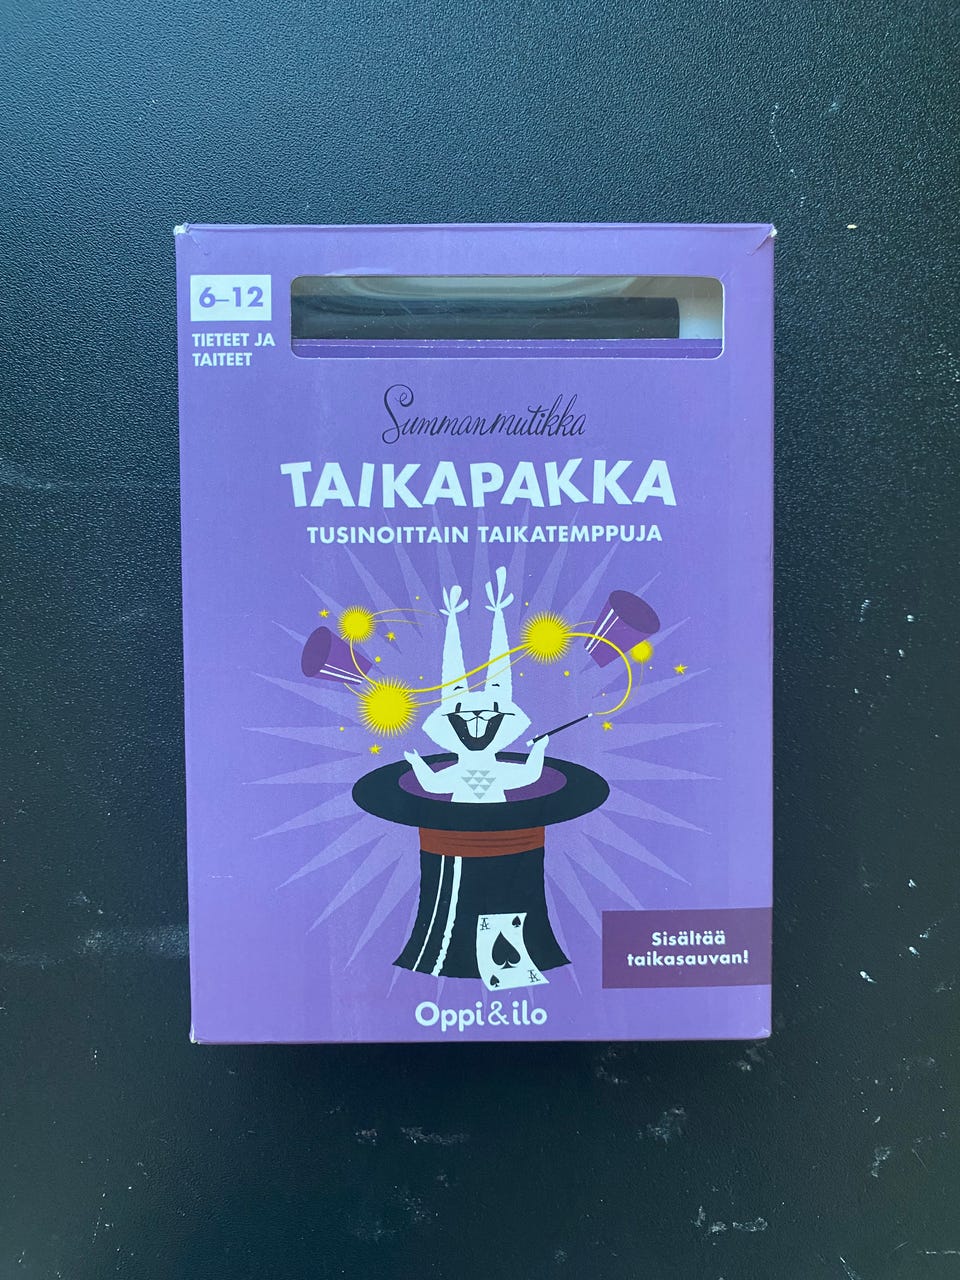 6–12
TIETEET JA
TAITEET
Summanmutikka
TAIKAPAKKA
TUSINOITTAIN TAIKATEMPPUJA
A
A
Sisältää
taikasauvan!
Oppi&ilo